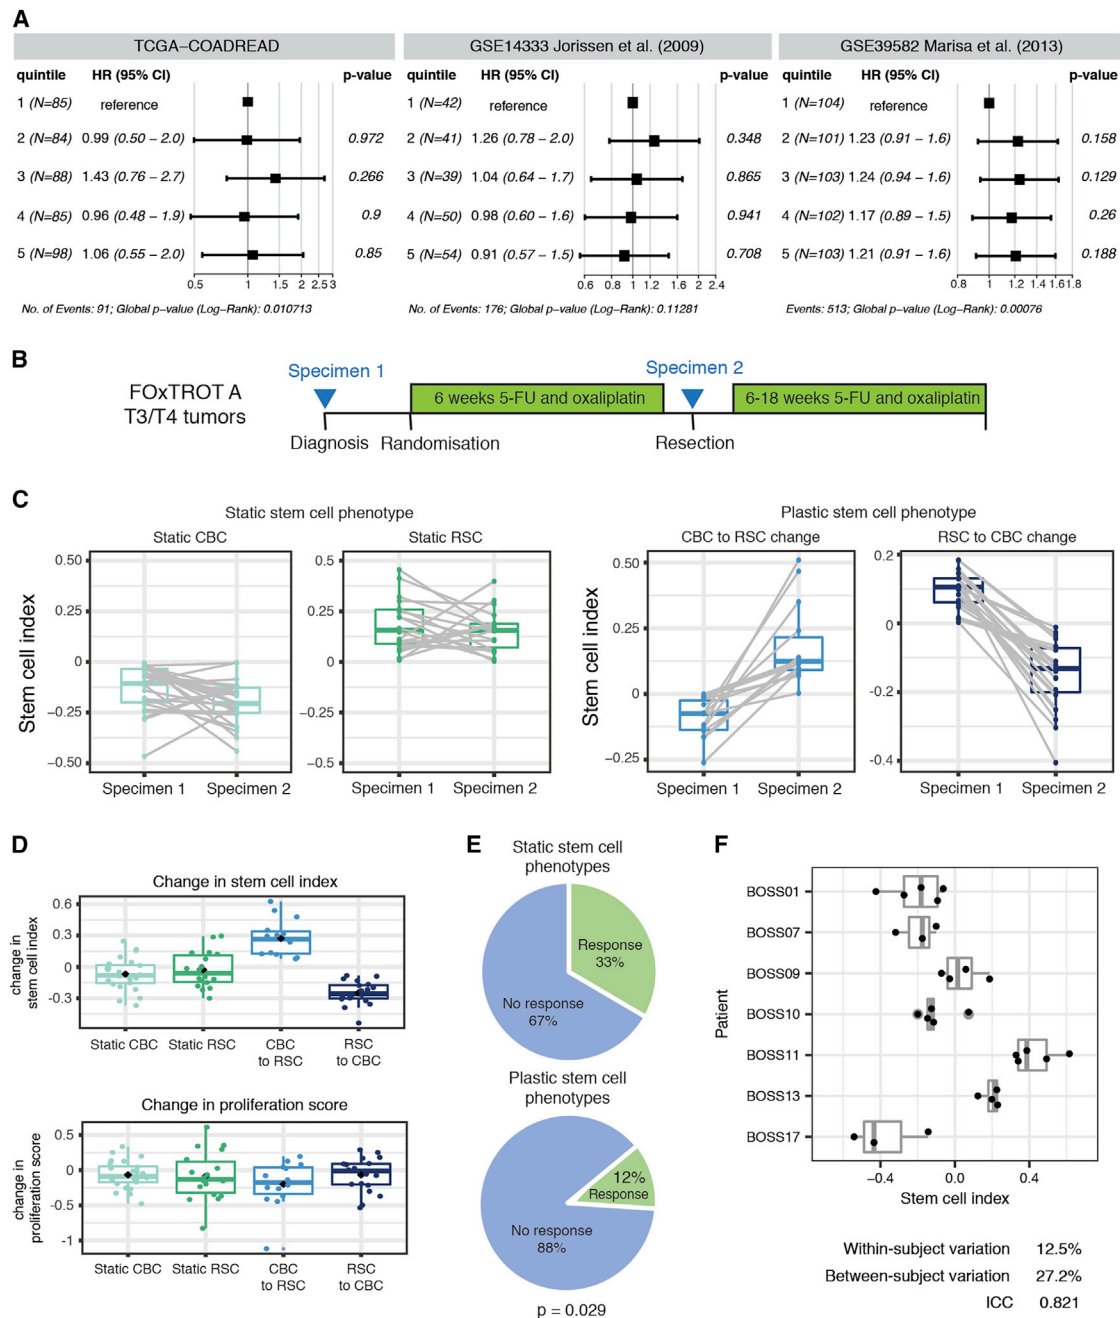 A
TCGA−COADREAD
quintile HR (95% CI) p-value
1 (N=85) reference
2 (N=84) 0.99 (0.50 − 2.0) 0.972
3 (N=88) 1.43 (0.76 − 2.7) 0.266
4 (N=85) 0.96 (0.48 − 1.9) 0.9
5 (N=98) 1.06 (0.55 − 2.0) 0.85
0.5 1 1.5 2 2.5 3
No. of Events: 91; Global p−value (Log−Rank): 0.010713
GSE14333 Jorissen et al. (2009)
quintile HR (95% CI) p-value
1 (N=42) reference
2 (N=41) 1.26 (0.78 − 2.0) 0.348
3 (N=39) 1.04 (0.64 − 1.7) 0.865
4 (N=50) 0.98 (0.60 − 1.6) 0.941
5 (N=54) 0.91 (0.57 − 1.5) 0.708
0.6 0.8 1 1.2 1.6 2 2.4
No. of Events: 176; Global p−value (Log−Rank): 0.11281
GSE39582 Marisa et al. (2013)
quintile HR (95% CI) p-value
1 (N=104) reference
2 (N=101) 1.23 (0.91 − 1.6) 0.158
3 (N=103) 1.24 (0.94 − 1.6) 0.129
4 (N=102) 1.17 (0.89 − 1.5) 0.26
5 (N=103) 1.21 (0.91 − 1.6) 0.188
0.8 1 1.2 1.4 1.6 1.8
Events: 513; Global p−value (Log−Rank): 0.00076
B
FOxTROT A
T3/T4 tumors
Specimen 1
Specimen 2
6 weeks 5-FU and oxaliplatin
6-18 weeks 5-FU and oxaliplatin
Diagnosis
Randomisation
Resection
C
Static stem cell phenotype
Static CBC
Static RSC
Stem cell index
0.50
0.25
0
−0.25
−0.50
Specimen 1 Specimen 2
0.5
0.25
0
−0.25
−0.5
Specimen 1 Specimen 2
Plastic stem cell phenotype
CBC to RSC change
RSC to CBC change
Stem cell index
0.50
0.25
0
−0.25
Specimen 1 Specimen 2
0.2
0
-0.2
-0.4
Specimen 1 Specimen 2
D
Change in stem cell index
change in
stem cell index
0.6
0.3
0
-0.3
Static CBC Static RSC CBC
to RSC
RSC
to CBC
Change in proliferation score
change in
proliferation score
0.5
0
-0.5
-1
Static CBC Static RSC CBC
to RSC
RSC
to CBC
E
Static stem cell
phenotypes
Response
33%
No response
67%
Plastic stem cell
phenotypes
12%
Response
No response
88%
p = 0.029
F
Patient
BOSS01
BOSS07
BOSS09
BOSS10
BOSS11
BOSS13
BOSS17
−0.4 0.0 0.4
Stem cell index
Within-subject variation 12.5%
Between-subject variation 27.2%
ICC 0.821